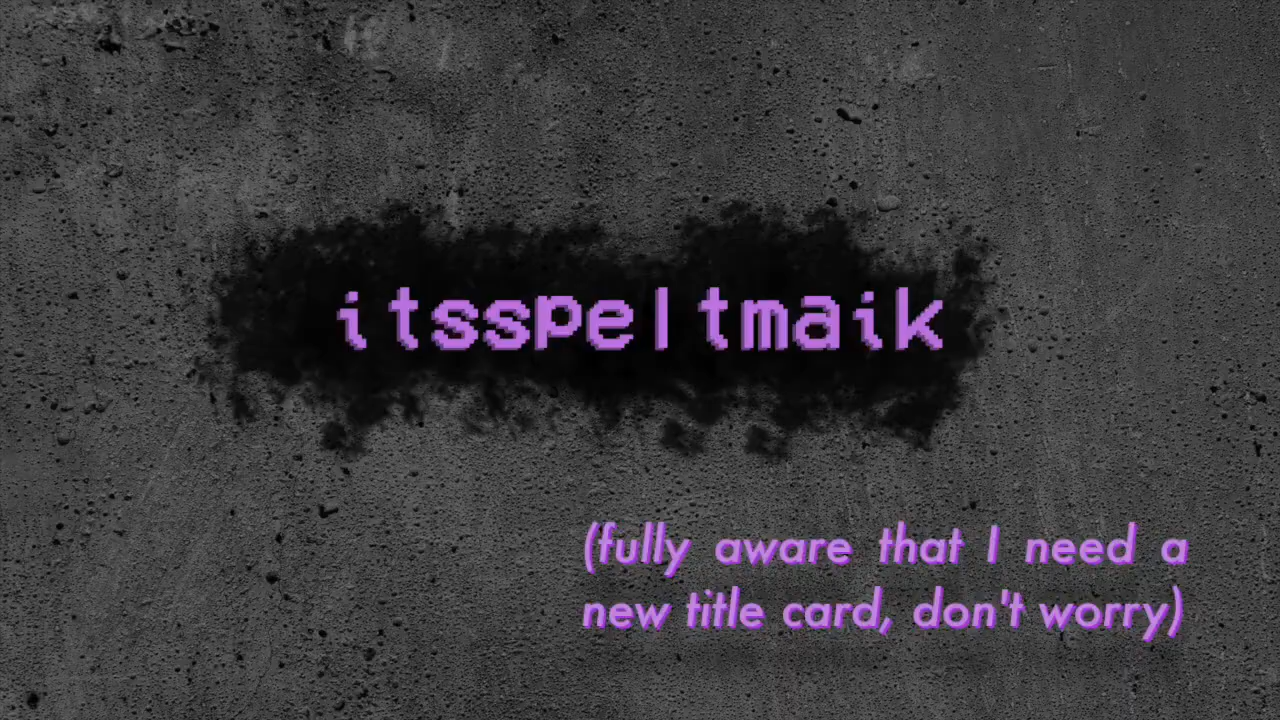 itsspeltmaik
(fully aware that I need a
new title card, don't worry)